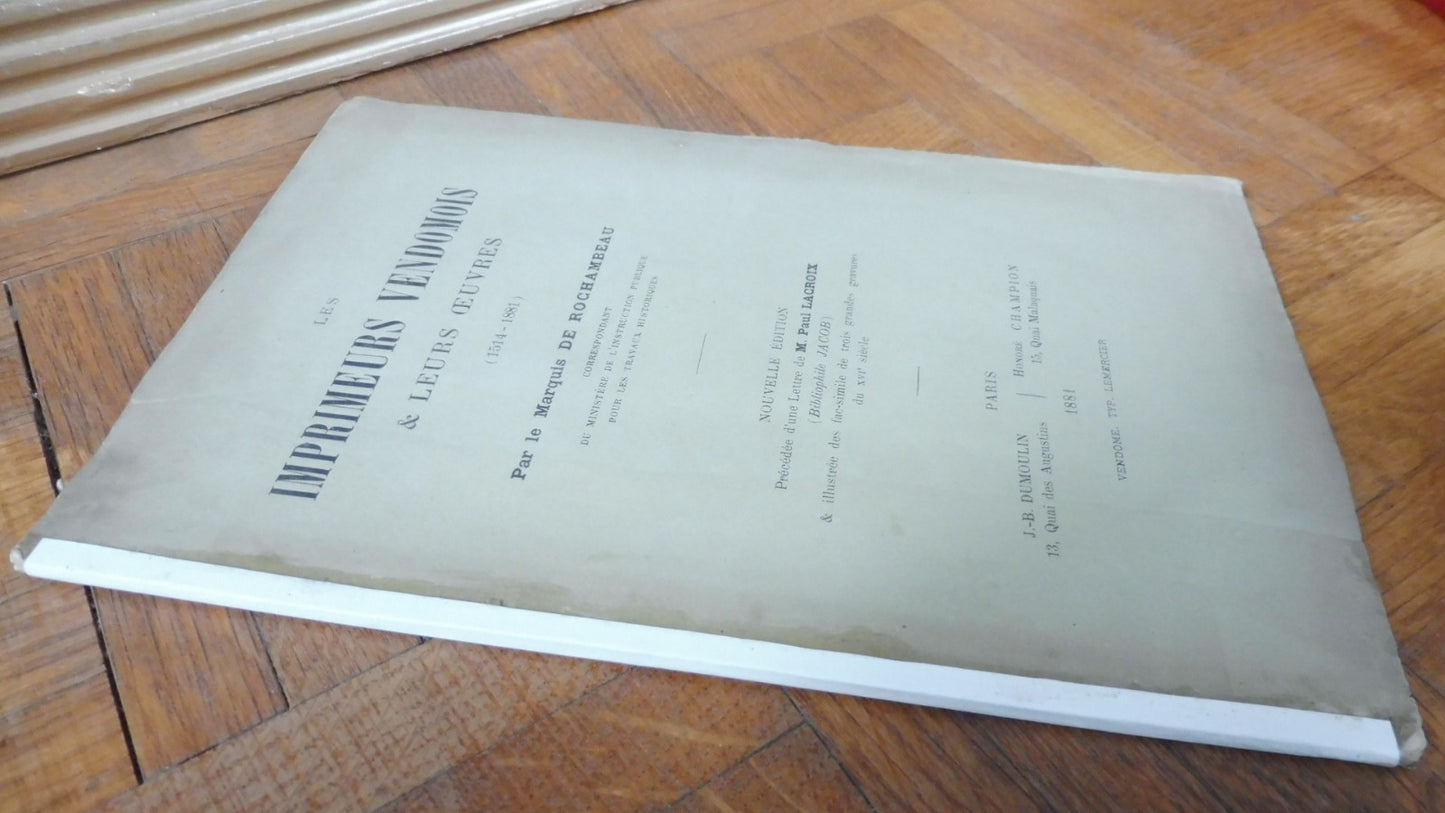 LES
IMPRIMEURS VENDOMOIS
& LEURS ŒUVRES
(1514-1881)
Par le Marquis DE ROCHAMBEAU
CORRESPONDANT
DU MINISTÈRE DE L'INSTRUCTION PUBLIQUE
POUR LES TRAVAUX HISTORIQUES
NOUVELLE ÉDITION
Précédée d'une Lettre de M. Paul LACROIX
(Bibliophile JACOB)
& illustrée des fac-simile de trois grandes gravures
du XVIe siècle
PARIS
J.-B. DUMOULIN / HONORÉ CHAMPION
13, Quai des Augustins 15, Quai Malaquais
1881
VENDOME. TYP. LEMERCIER